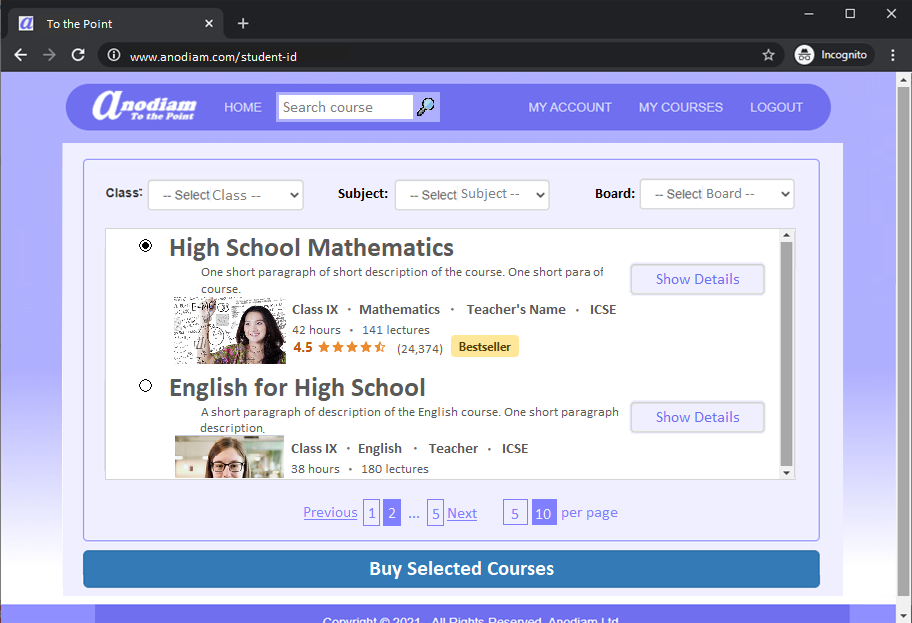 a To the Point
www.anodiam.com/student-id
Incognito
anodiam
To the Point
HOME
Search course
MY ACCOUNT
MY COURSES
LOGOUT
Class: -- Select Class --
Subject: -- Select Subject --
Board: -- Select Board --
High School Mathematics
One short paragraph of short description of the course. One short para of
course.
Show Details
Class IX · Mathematics · Teacher's Name · ICSE
42 hours · 141 lectures
4.5 (24,374) Bestseller
English for High School
A short paragraph of description of the English course. One short paragraph
description.
Show Details
Class IX · English · Teacher · ICSE
38 hours · 180 lectures
Previous 1 2 ... 5 Next 5 10 per page
Buy Selected Courses
Copyright © 2021 - All Rights Reserved, Anodiam Ltd.